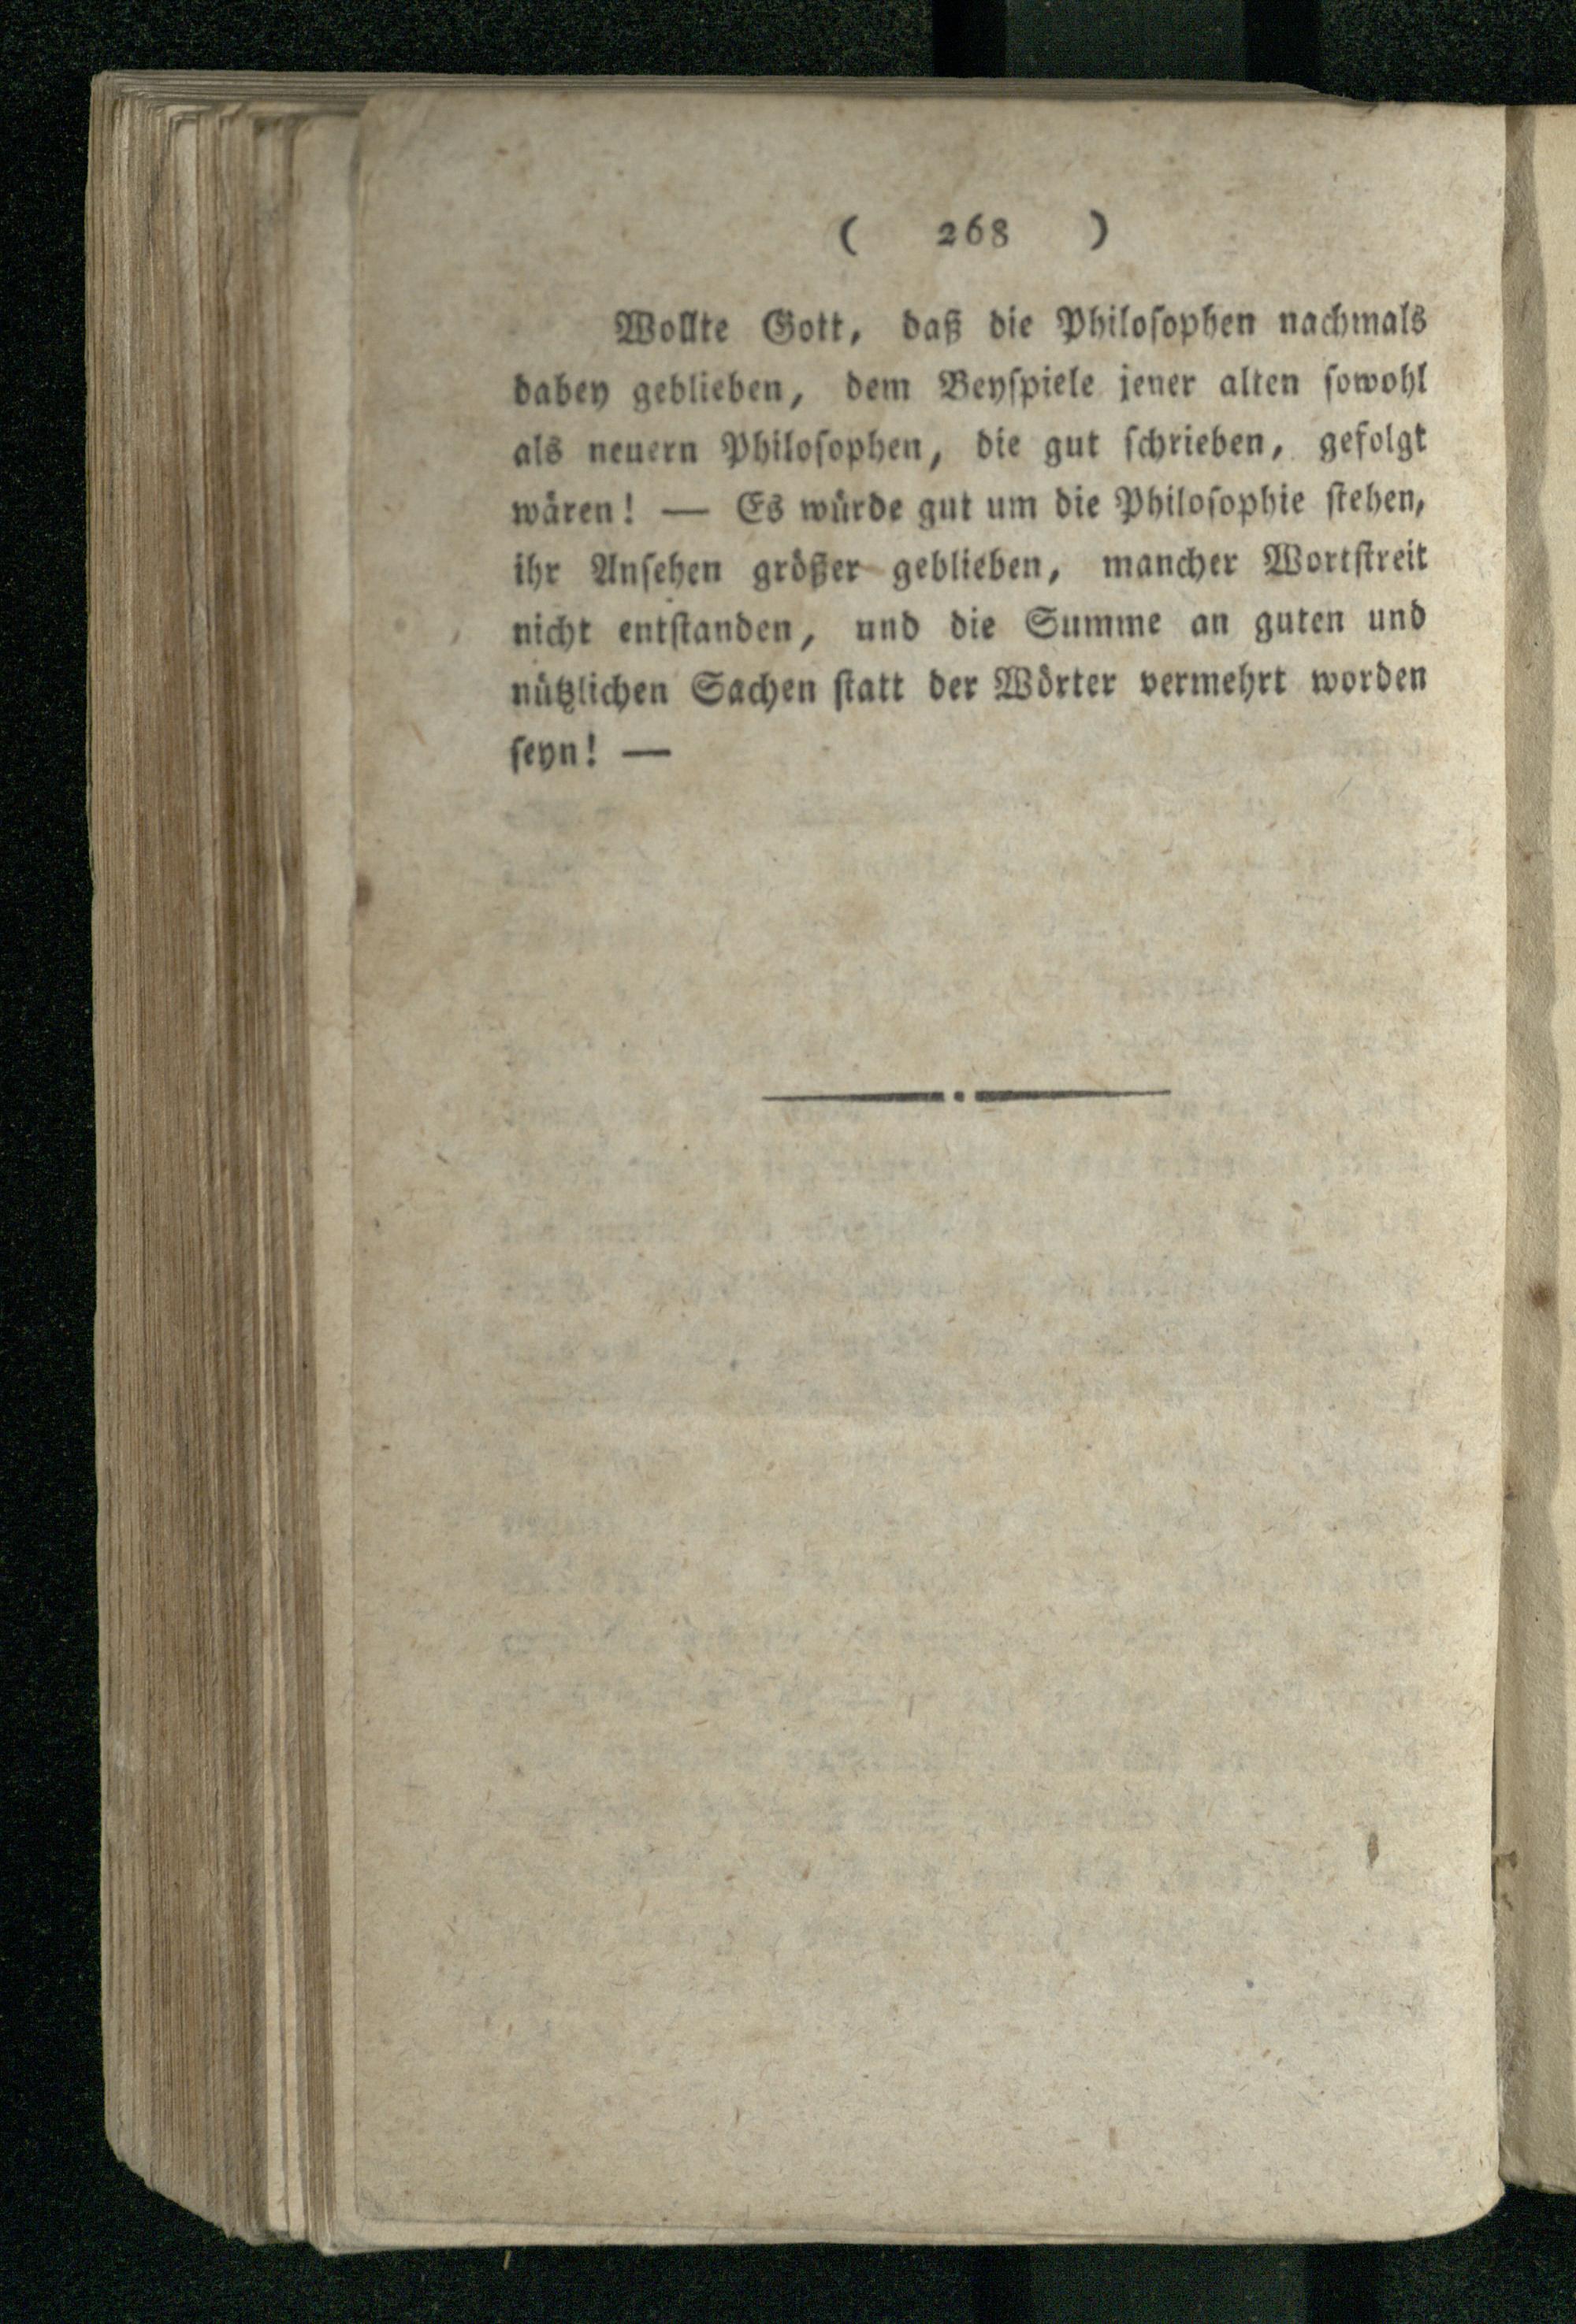 ( 268 )
Wollte Gott, daß die Philoſophen nachmals
dabey geblieben, dem Beyſpiele jener alten ſowohl
als neuern Philoſophen, die gut ſchrieben, gefolgt
wären! — Es würde gut um die Philoſophie ſtehen,
ihr Anſehen größer geblieben, mancher Wortſtreit
nicht entſtanden, und die Summe an guten und
nützlichen Sachen ſtatt der Wörter vermehrt worden
ſeyn! —